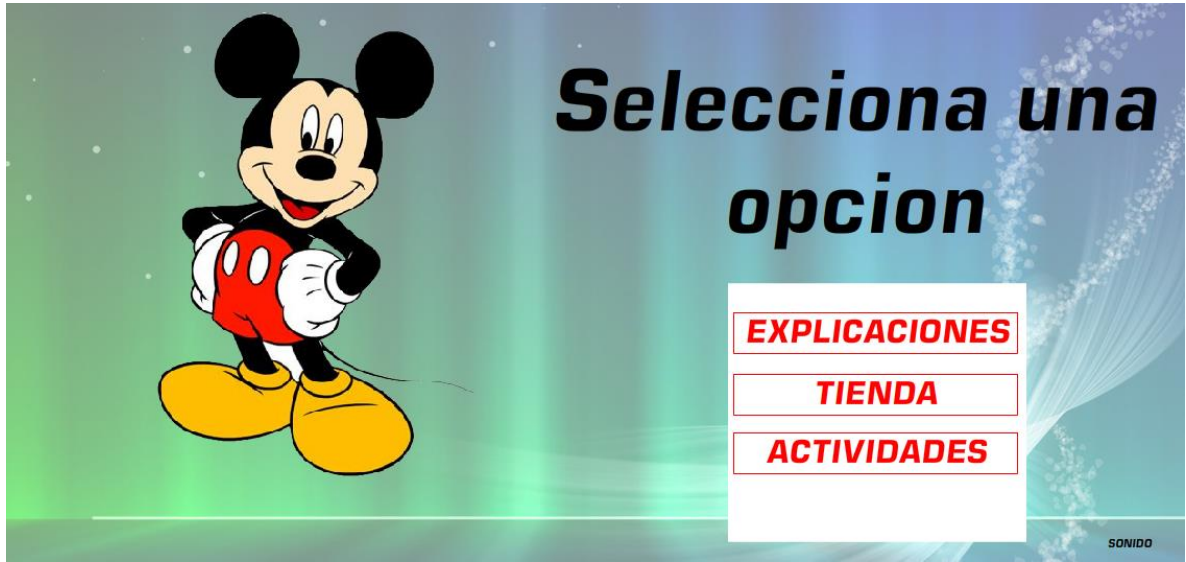 Selecciona una
opcion
EXPLICACIONES
TIENDA
ACTIVIDADES
SONIDO